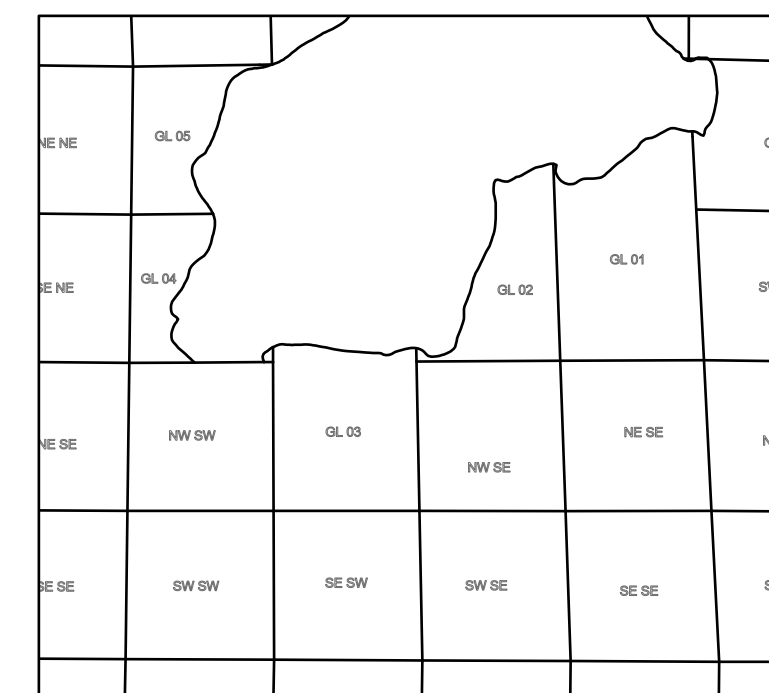 GL 05
NE NE
GL 01
GL 04
SE NE
GL 02
GL 03
NE SE
NW SW
NE SE
NW SE
SE SW
SW SW
SW SE
SE SE
SE SE